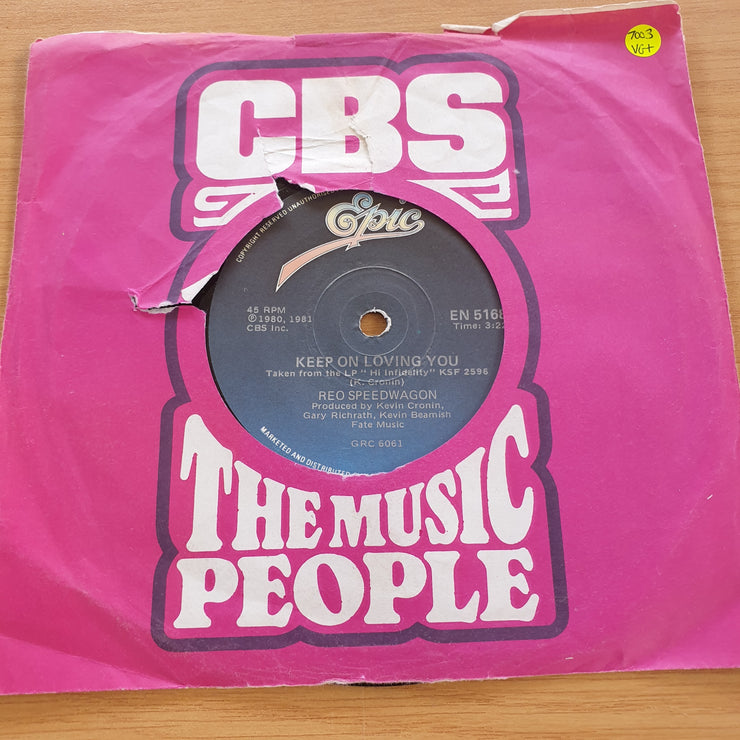 7003
VG+
CBS
COPYRIGHT RESERVED UNAUTHORISED
Epic
45 RPM
℗ 1980, 1981
CBS Inc.
EN 5168
Time: 3:22
KEEP ON LOVING YOU
Taken from the LP "Hi Infidelity" KSF 2596
(K. Cronin)
REO SPEEDWAGON
Produced by Kevin Cronin,
Gary Richrath, Kevin Beamish
Fate Music
GRC 6061
MARKETED AND DISTRIBUTED
THE MUSIC
PEOPLE